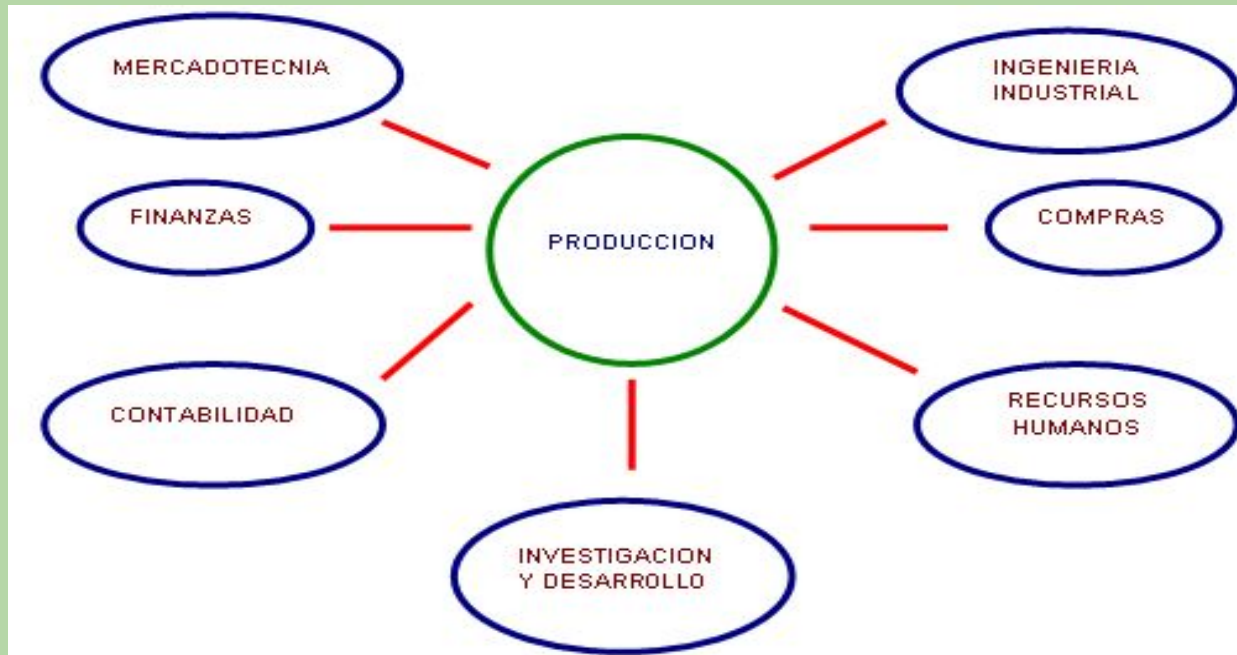 MERCADOTECNIA
INGENIERIA
INDUSTRIAL
FINANZAS
PRODUCCION
COMPRAS
CONTABILIDAD
RECURSOS
HUMANOS
INVESTIGACION
Y DESARROLLO